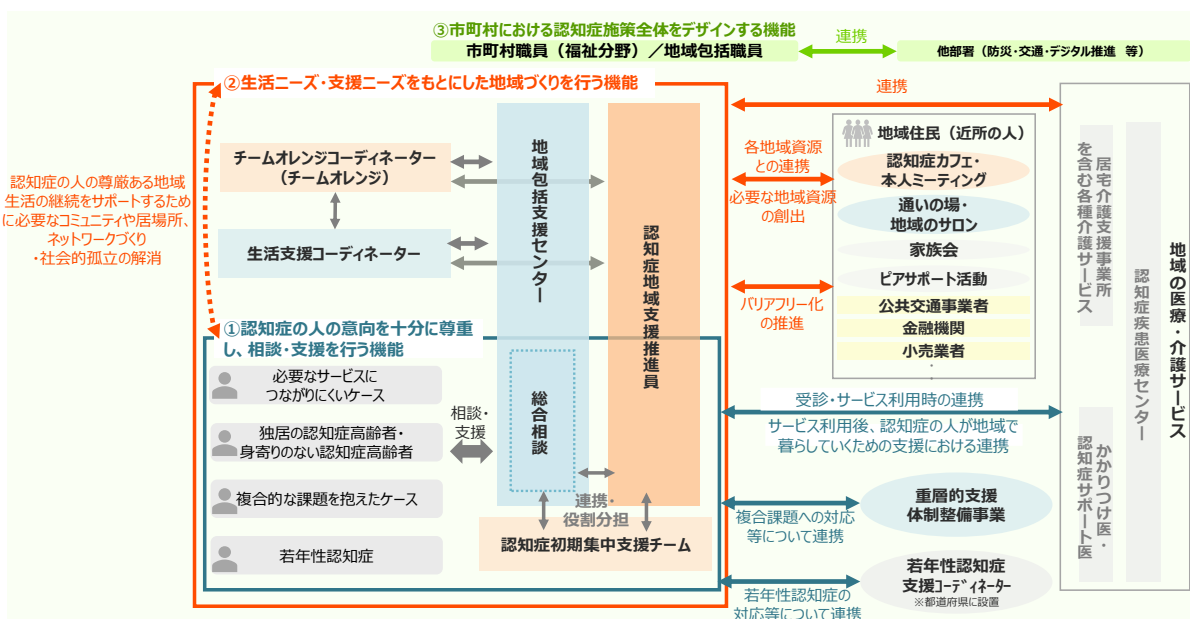 ③市町村における認知症施策全体をデザインする機能
市町村職員（福祉分野）／地域包括職員
連携
他部署（防災・交通・デジタル推進 等）
②生活ニーズ・支援ニーズをもとにした地域づくりを行う機能
認知症の人の尊厳ある地域
生活の継続をサポートするため
に必要なコミュニティや居場所、
ネットワークづくり
・社会的孤立の解消
チームオレンジコーディネーター
（チームオレンジ）
生活支援コーディネーター
地域包括支援センター
認知症地域支援推進員
①認知症の人の意向を十分に尊重
し、相談・支援を行う機能
必要なサービスに
つながりにくいケース
独居の認知症高齢者・
身寄りのない認知症高齢者
複合的な課題を抱えたケース
若年性認知症
相談・
支援
総合相談
連携・
役割分担
認知症初期集中支援チーム
連携
各地域資源
との連携
必要な地域資源
の創出
バリアフリー化
の推進
地域住民（近所の人）
認知症カフェ・
本人ミーティング
通いの場・
地域のサロン
家族会
ピアサポート活動
公共交通事業者
金融機関
小売業者
・
受診・サービス利用時の連携
サービス利用後、認知症の人が地域で
暮らしていくための支援における連携
複合課題への対応
等について連携
重層的支援
体制整備事業
若年性認知症の
対応等について連携
若年性認知症
支援ｺｰﾃﾞｨﾈｰﾀｰ
※都道府県に設置
地域の医療・介護サービス
認知症疾患医療センター
居宅介護支援事業所
を含む各種介護サービス
かかりつけ医・
認知症サポート医